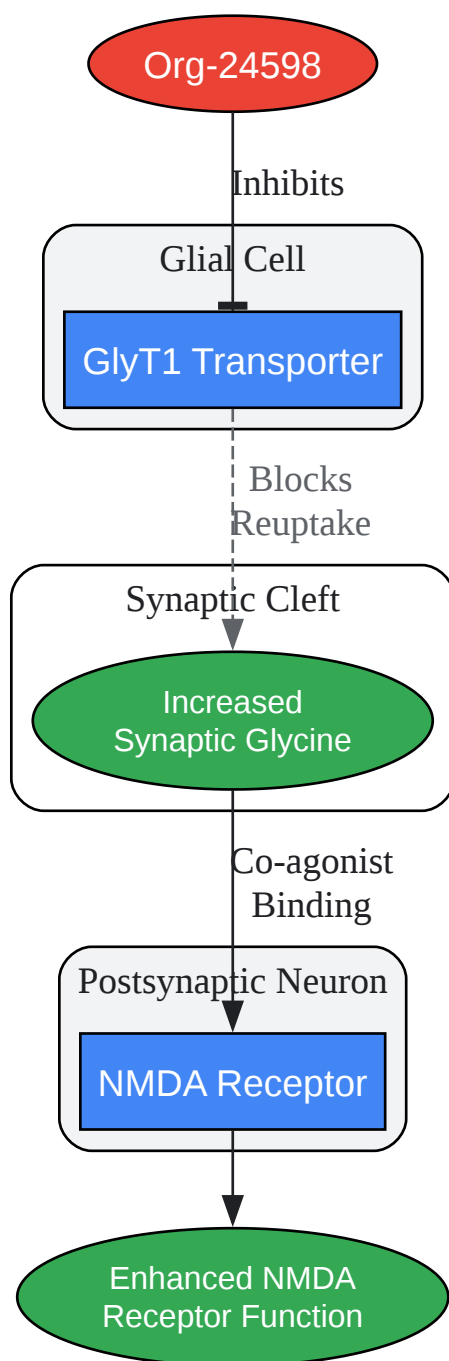 Org-24598
Inhibits
Glial Cell
GlyT1 Transporter
Blocks
Reuptake
Synaptic Cleft
Increased
Synaptic Glycine
Co-agonist
Binding
Postsynaptic Neuron
NMDA Receptor
Enhanced NMDA
Receptor Function